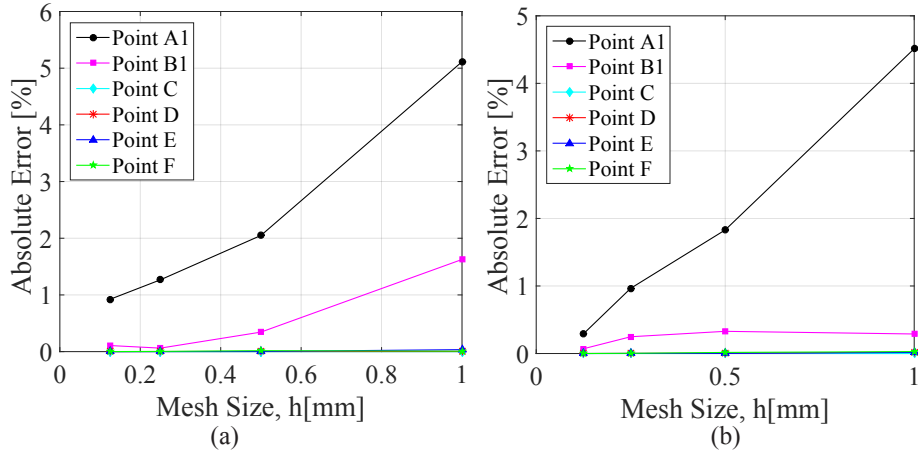 6
5
4
3
2
1
0
Absolute Error [%]
Point A1
Point B1
Point C
Point D
Point E
Point F
0
0.2
0.4
0.6
0.8
1
Mesh Size, h[mm]
(a)
5
4
3
2
1
0
Absolute Error [%]
Point A1
Point B1
Point C
Point D
Point E
Point F
0
0.5
1
Mesh Size, h[mm]
(b)